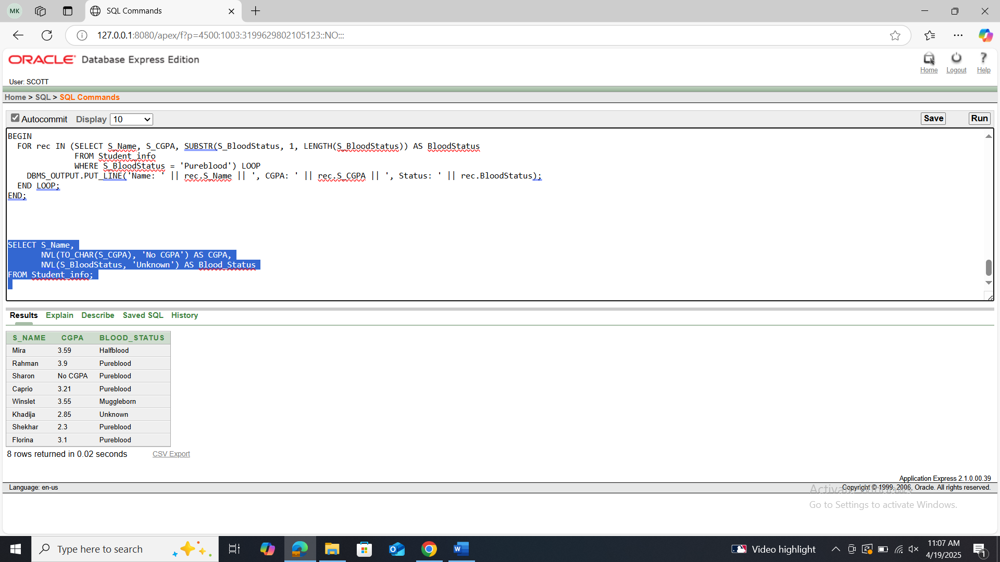 MK
SQL Commands
127.0.0.1:8080/apex/f?p=4500:1003:3199629802105123::NO:::
ORACLE Database Express Edition
Home Logout Help
User: SCOTT
Home > SQL > SQL Commands
Autocommit Display 10 Save Run
BEGIN
FOR rec IN (SELECT S_Name, S_CGPA, SUBSTR(S_BloodStatus, 1, LENGTH(S_BloodStatus)) AS BloodStatus
FROM Student_info
WHERE S_BloodStatus = 'Pureblood') LOOP
DBMS_OUTPUT.PUT_LINE('Name: ' || rec.S_Name || ', CGPA: ' || rec.S_CGPA || ', Status: ' || rec.BloodStatus);
END LOOP;
END;
SELECT S_Name,
NVL(TO_CHAR(S_CGPA), 'No CGPA') AS CGPA,
NVL(S_BloodStatus, 'Unknown') AS Blood_Status
FROM Student_info;
Results Explain Describe Saved SQL History
S_NAME CGPA BLOOD_STATUS
Mira 3.59 Halfblood
Rahman 3.9 Pureblood
Sharon No CGPA Pureblood
Caprio 3.21 Pureblood
Winslet 3.55 Muggleborn
Khadija 2.85 Unknown
Shekhar 2.3 Pureblood
Florina 3.1 Pureblood
8 rows returned in 0.02 seconds CSV Export
Application Express 2.1.0.00.39
Language: en-us Copyright © 1999, 2006, Oracle. All rights reserved.
Activate Windows
Go to Settings to activate Windows.
Type here to search Video highlight 11:07 AM
4/19/2025 1